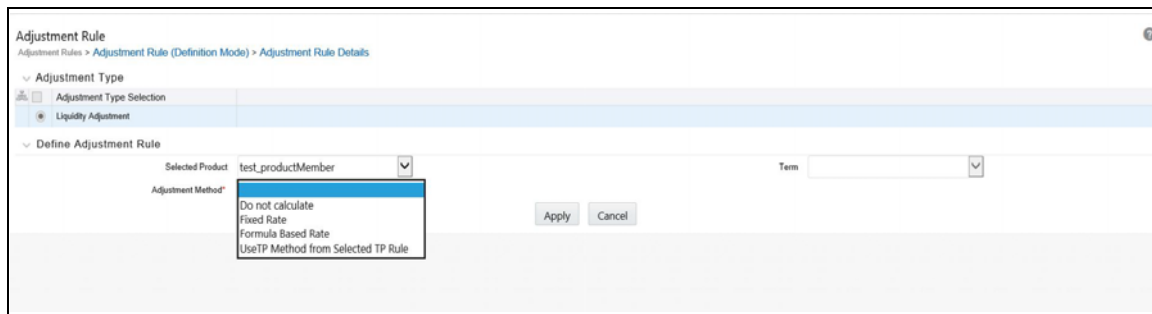 Adjustment Rule
Adjustment Rules > Adjustment Rule (Definition Mode) > Adjustment Rule Details
Adjustment Type
Adjustment Type Selection
Liquidity Adjustment
Define Adjustment Rule
Selected Product test_productMember Term
Adjustment Method*
Do not calculate
Fixed Rate
Formula Based Rate
UseTP Method from Selected TP Rule
Apply Cancel